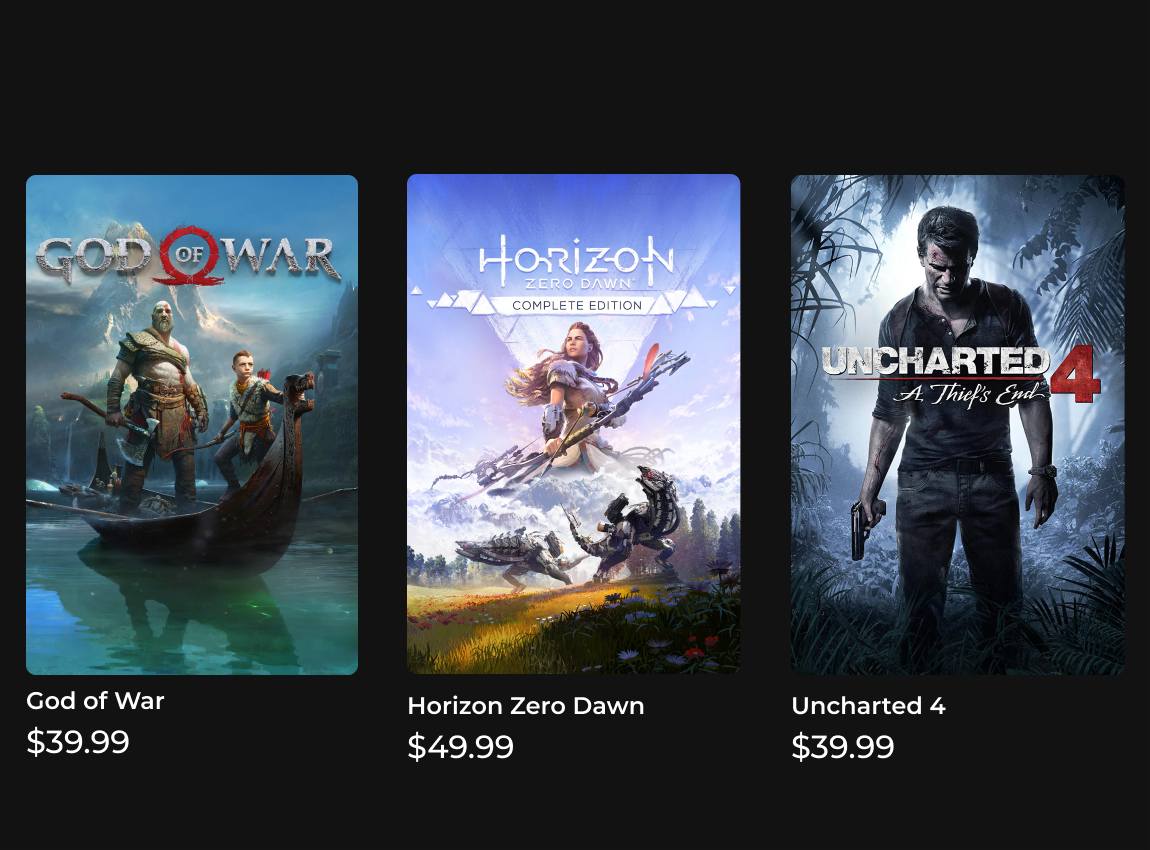 GOD OF WAR
HORIZON
ZERO DAWN™
COMPLETE EDITION
UNCHARTED 4
A Thief's End
God of War
$39.99
Horizon Zero Dawn
$49.99
Uncharted 4
$39.99